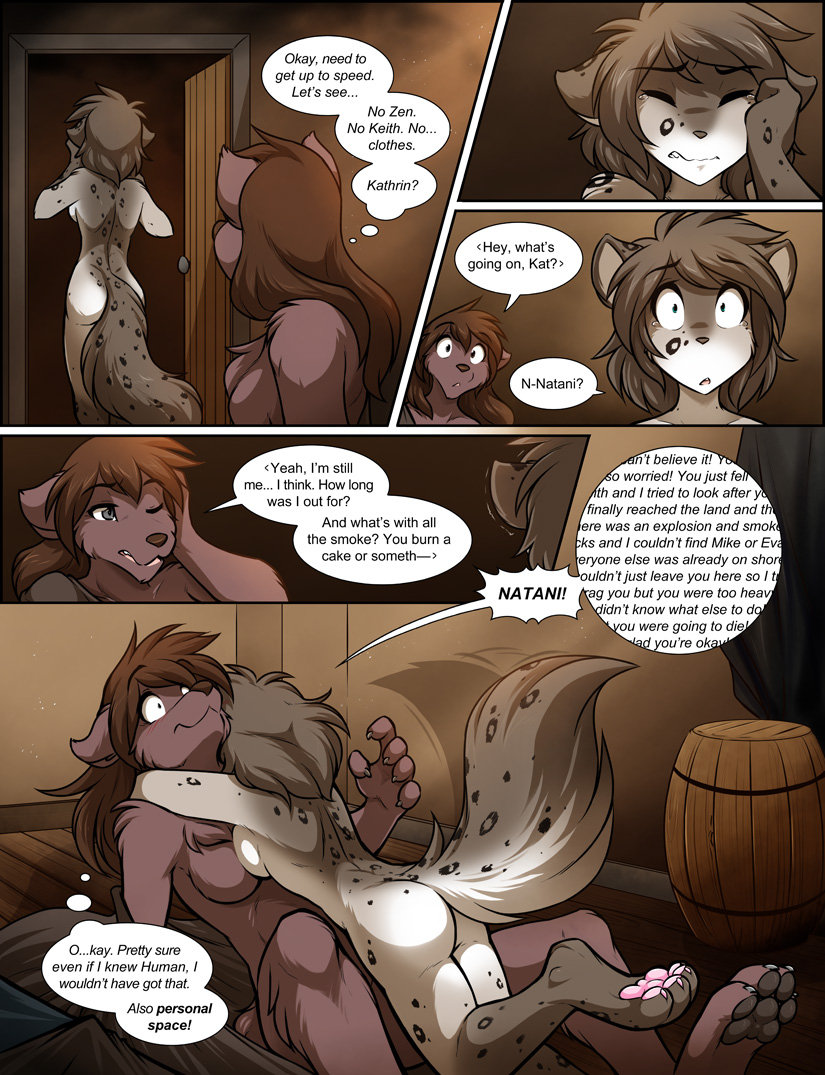 Okay, need to
get up to speed.
Let's see...
No Zen.
No Keith. No...
clothes.
Kathrin?
‹Hey, what's
going on, Kat?›
N-Natani?
‹Yeah, I'm still
me... I think. How long
was I out for?
And what's with all
the smoke? You burn a
cake or someth—›
can't believe it!
so worried! You just fell
and I tried to look after
finally reached the land and
there was an explosion and smoke
and I couldn't find Mike or
everyone else was already on shore
couldn't just leave you here so I
drag you but you were too heavy
didn't know what else to do!
you were going to die!
glad you're okay!
NATANI!
O...kay. Pretty sure
even if I knew Human, I
wouldn't have got that.
Also personal
space!